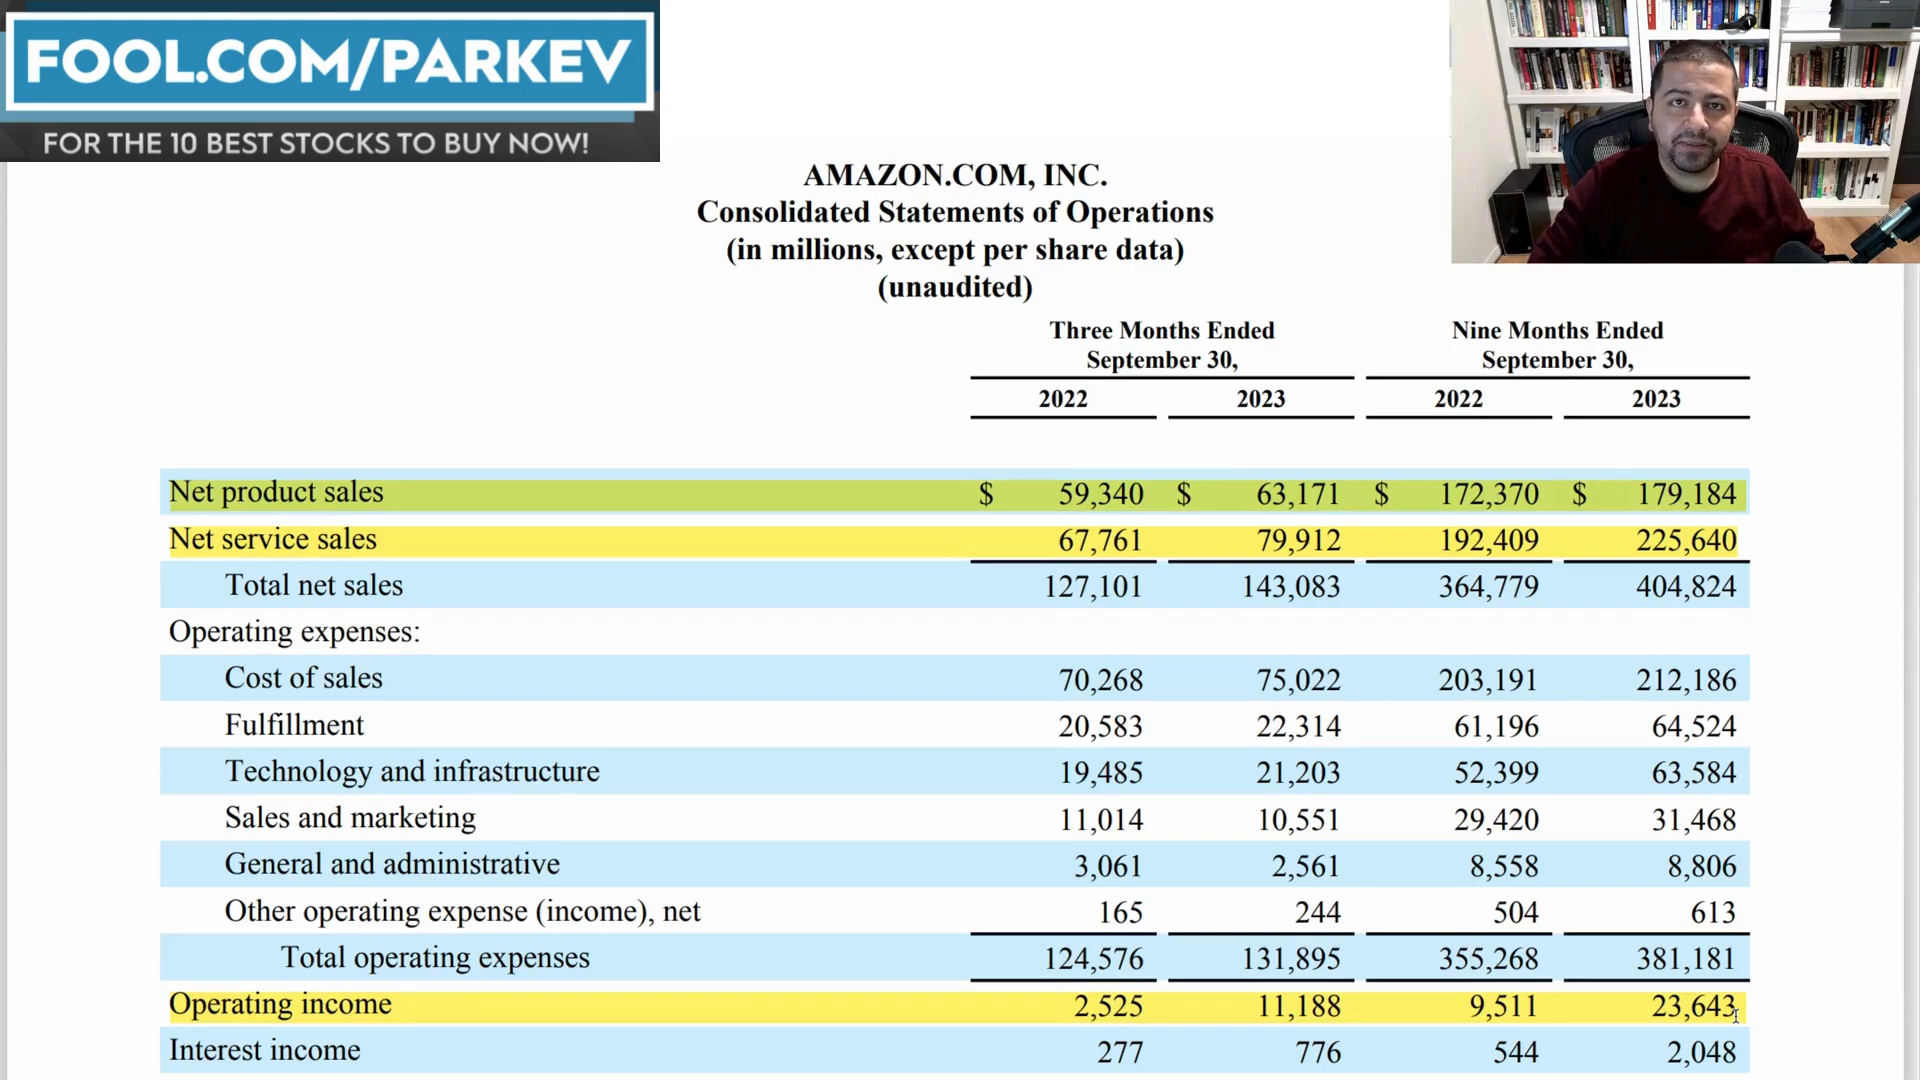 FOOL.COM/PARKEV
FOR THE 10 BEST STOCKS TO BUY NOW!
AMAZON.COM, INC.
Consolidated Statements of Operations
(in millions, except per share data)
(unaudited)
Three Months Ended September 30, Nine Months Ended September 30,
2022 2023 2022 2023
Net product sales $ 59,340 $ 63,171 $ 172,370 $ 179,184
Net service sales 67,761 79,912 192,409 225,640
Total net sales 127,101 143,083 364,779 404,824
Operating expenses:
Cost of sales 70,268 75,022 203,191 212,186
Fulfillment 20,583 22,314 61,196 64,524
Technology and infrastructure 19,485 21,203 52,399 63,584
Sales and marketing 11,014 10,551 29,420 31,468
General and administrative 3,061 2,561 8,558 8,806
Other operating expense (income), net 165 244 504 613
Total operating expenses 124,576 131,895 355,268 381,181
Operating income 2,525 11,188 9,511 23,643
Interest income 277 776 544 2,048